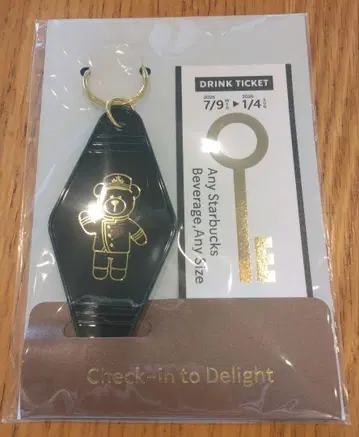 DRINK TICKET
2025 2026
7/9 ▶ 1/4
Any Starbucks
Beverage, Any Size
Check-in to Delight